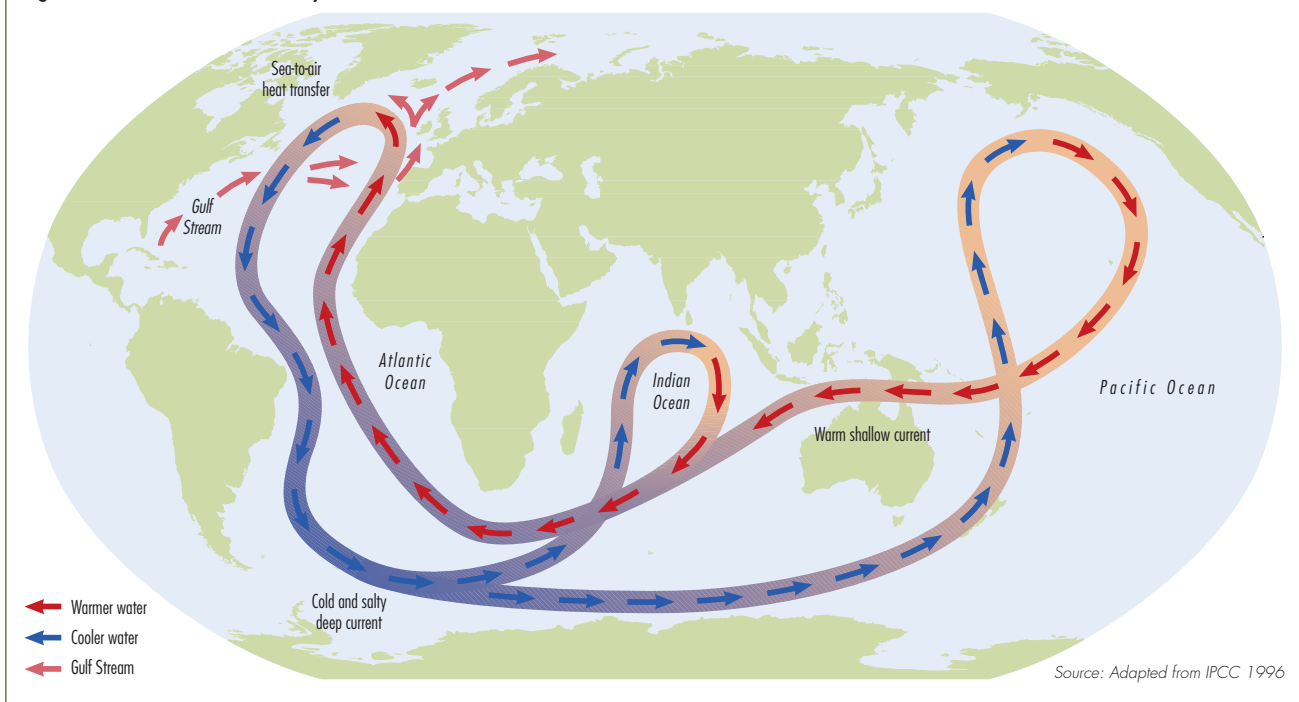 Sea-to-air
heat transfer
Gulf
Stream
Atlantic
Ocean
Indian
Ocean
Pacific Ocean
Warm shallow current
Cold and salty
deep current
Warmer water
Cooler water
Gulf Stream
Source: Adapted from IPCC 1996